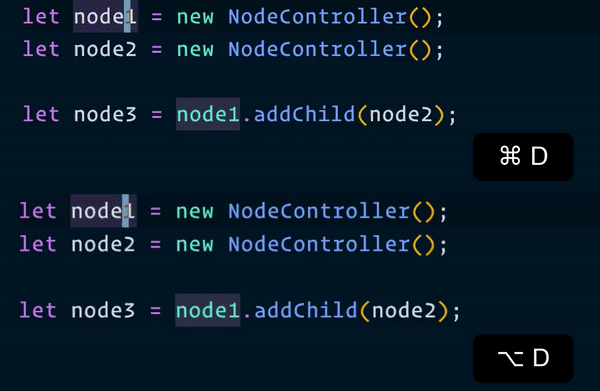 let node1 = new NodeController();
let node2 = new NodeController();
let node3 = node1.addChild(node2);
⌘ D
let node1 = new NodeController();
let node2 = new NodeController();
let node3 = node1.addChild(node2);
⌥ D